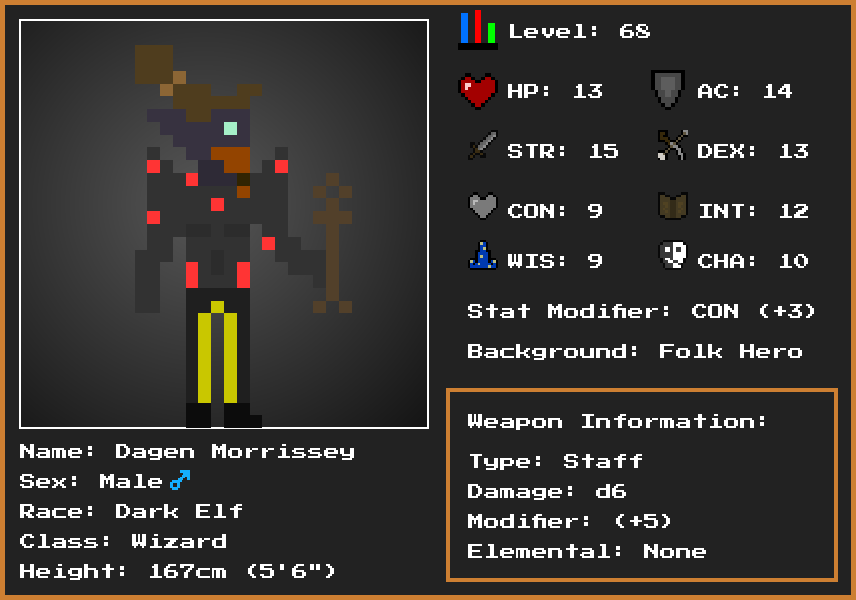 Level: 68
HP: 13
AC: 14
STR: 15
DEX: 13
CON: 9
INT: 12
WIS: 9
CHA: 10
Stat Modifier: CON (+3)
Background: Folk Hero
Weapon Information:
Type: Staff
Damage: d6
Modifier: (+5)
Elemental: None
Name: Dagen Morrissey
Sex: Male♂
Race: Dark Elf
Class: Wizard
Height: 167cm (5'6")